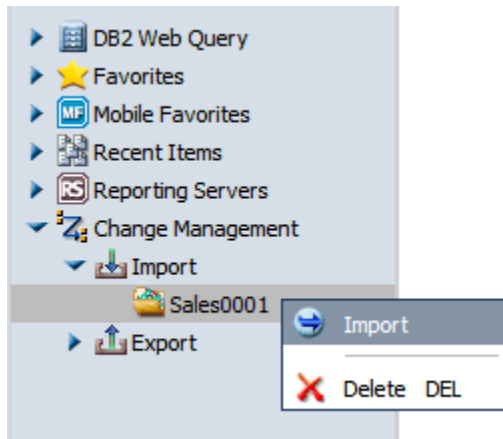 DB2 Web Query
Favorites
MF Mobile Favorites
Recent Items
RS Reporting Servers
Change Management
Import
Sales0001
Import
Export
Delete DEL